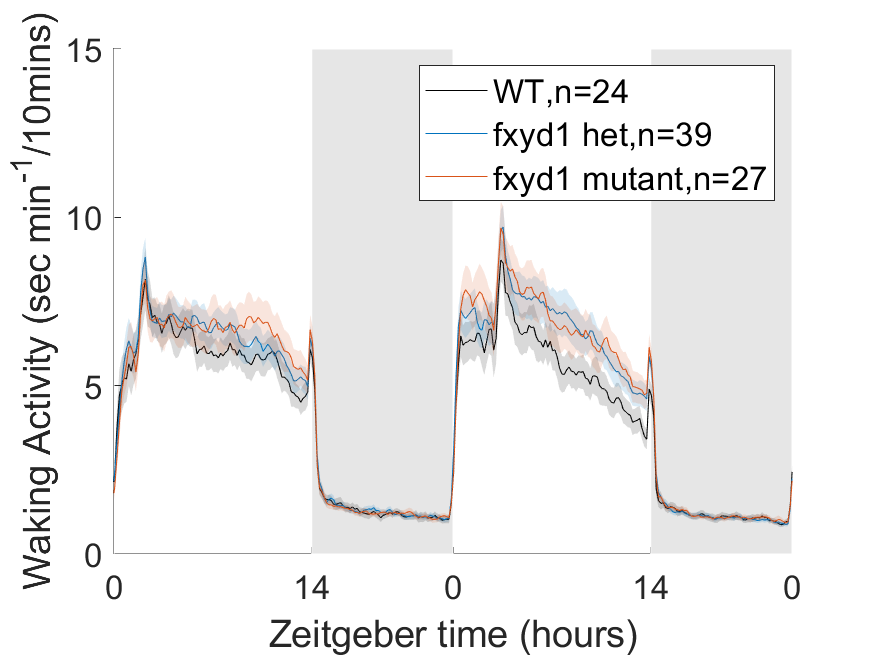 Waking Activity (sec min⁻¹/10mins)
15
10
5
0
WT,n=24
fxyd1 het,n=39
fxyd1 mutant,n=27
0 14 0 14 0
Zeitgeber time (hours)